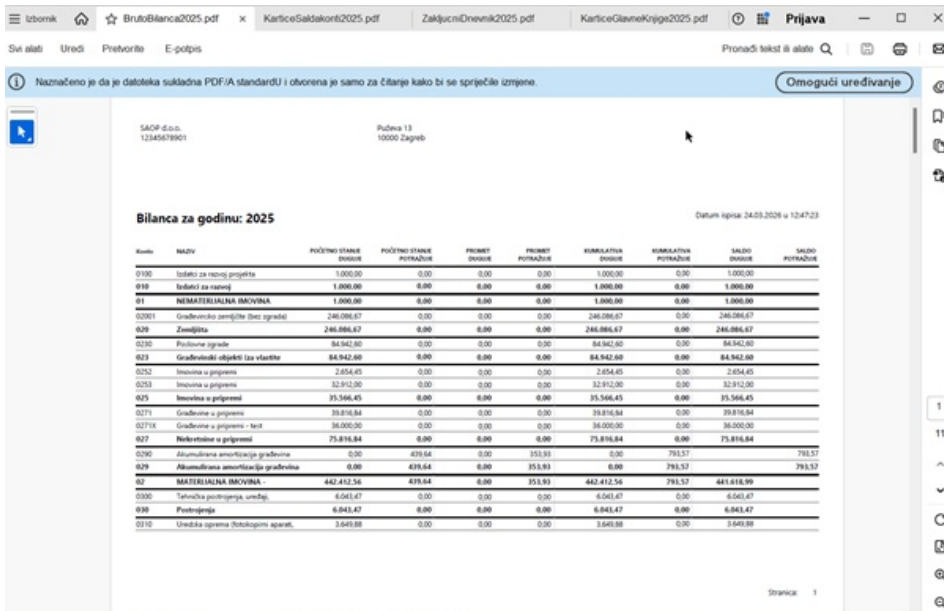 Izbornik BrutoBilanca2025.pdf × KarticeSaldakonti2025.pdf ZakljucniDnevnik2025.pdf KarticeGlavneKnjige2025.pdf Prijava
Svi alati Uredi Pretvorite E-potpis Pronađi tekst ili alate
Naznačeno je da je datoteka sukladna PDF/A standardU i otvorena je samo za čitanje kako bi se spriječile izmjene. Omogući uređivanje
SAOP d.o.o. Puževa 13
12345678901 10000 Zagreb
Bilanca za godinu: 2025 Datum ispisa: 24.03.2026 u 12:47:23
Konto NAZIV POČETNO STANJE DUGUJE POČETNO STANJE POTRAŽUJE PROMET DUGUJE PROMET POTRAŽUJE KUMULATIVA DUGUJE KUMULATIVA POTRAŽUJE SALDO DUGUJE SALDO POTRAŽUJE
0100 Izdatci za razvoj projekta 1.000,00 0,00 0,00 0,00 1.000,00 0,00 1.000,00
010 Izdatci za razvoj 1.000,00 0,00 0,00 0,00 1.000,00 0,00 1.000,00
01 NEMATERIJALNA IMOVINA 1.000,00 0,00 0,00 0,00 1.000,00 0,00 1.000,00
02001 Građevinsko zemljište (bez zgrada) 246.086,67 0,00 0,00 0,00 246.086,67 0,00 246.086,67
020 Zemljišta 246.086,67 0,00 0,00 0,00 246.086,67 0,00 246.086,67
0230 Poslovne zgrade 84.942,60 0,00 0,00 0,00 84.942,60 0,00 84.942,60
023 Građevinski objekti (za vlastite 84.942,60 0,00 0,00 0,00 84.942,60 0,00 84.942,60
0252 Imovina u pripremi 2.654,45 0,00 0,00 0,00 2.654,45 0,00 2.654,45
0253 Imovina u pripremi 32.912,00 0,00 0,00 0,00 32.912,00 0,00 32.912,00
025 Imovina u pripremi 35.566,45 0,00 0,00 0,00 35.566,45 0,00 35.566,45
0271 Građevine u pripremi 39.816,84 0,00 0,00 0,00 39.816,84 0,00 39.816,84
0271X Građevine u pripremi - test 36.000,00 0,00 0,00 0,00 36.000,00 0,00 36.000,00
027 Nekretnine u pripremi 75.816,84 0,00 0,00 0,00 75.816,84 0,00 75.816,84
0290 Akumulirana amortizacija građevina 0,00 439,64 0,00 353,93 0,00 793,57 793,57
029 Akumulirana amortizacija građevina 0,00 439,64 0,00 353,93 0,00 793,57 793,57
02 MATERIJALNA IMOVINA - 442.412,56 439,64 0,00 353,93 442.412,56 793,57 441.618,99
0300 Tehnička postrojenja, uređaji, 6.043,47 0,00 0,00 0,00 6.043,47 0,00 6.043,47
030 Postrojenja 6.043,47 0,00 0,00 0,00 6.043,47 0,00 6.043,47
0310 Uredska oprema (fotokopirni aparati, 3.649,88 0,00 0,00 0,00 3.649,88 0,00 3.649,88
1
11
Stranica: 1